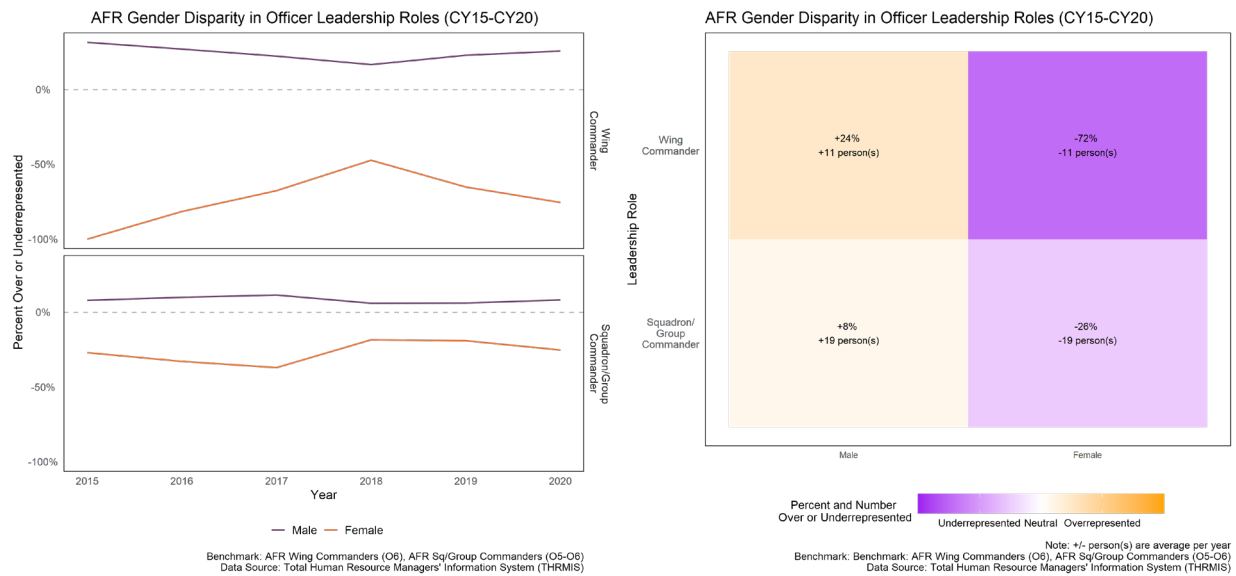 AFR Gender Disparity in Officer Leadership Roles (CY15-CY20)
Percent Over or Underrepresented
0%
-50%
-100%
Wing
Commander
0%
-50%
-100%
Squadron/Group
Commander
2015 2016 2017 2018 2019 2020
Year
Male Female
Benchmark: AFR Wing Commanders (O6), AFR Sq/Group Commanders (O5-O6)
Data Source: Total Human Resource Managers' Information System (THRMIS)
AFR Gender Disparity in Officer Leadership Roles (CY15-CY20)
Leadership Role
Wing
Commander
+24%
+11 person(s)
-72%
-11 person(s)
Squadron/
Group
Commander
+8%
+19 person(s)
-26%
-19 person(s)
Male Female
Percent and Number
Over or Underrepresented
Underrepresented Neutral Overrepresented
Note: +/- person(s) are average per year
Benchmark: Benchmark: AFR Wing Commanders (O6), AFR Sq/Group Commanders (O5-O6)
Data Source: Total Human Resource Managers' Information System (THRMIS)